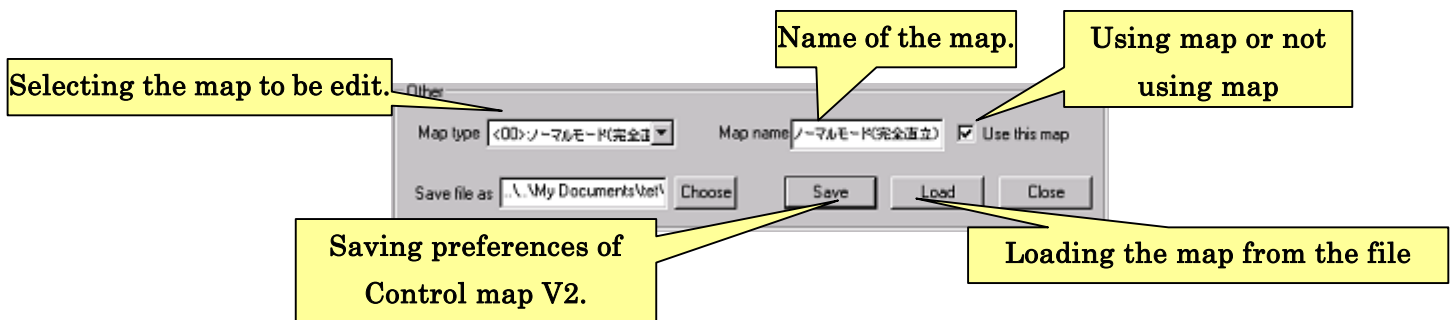 Name of the map.
Using map or not
using map
Selecting the map to be edit.
Other
Map type <00>:ノーマルモード(完全直
Map name ノーマルモード(完全直立) Use this map
Save file as ..\..\My Documents\tet\ Choose Save Load Close
Saving preferences of
Control map V2.
Loading the map from the file